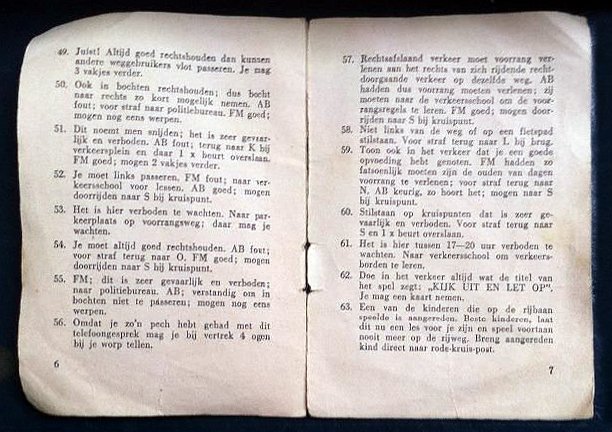 49. Juist! Altijd goed rechtshouden dan kunnen
andere weggebruikers vlot passeren. Je mag
3 vakjes verder.
50. Ook in bochten rechtshouden; dus bocht
naar rechts zo kort mogelijk nemen. AB
fout; voor straf naar politiebureau. FM goed;
mogen nog eens werpen.
51. Dit noemt men snijden; het is zeer gevaar-
lijk en verboden. AB fout; terug naar K bij
verkeersplein en daar 1 x beurt overslaan.
FM goed; mogen 2 vakjes verder.
52. Je moet links passeren. FM fout; naar ver-
keersschool voor lessen. AB goed; mogen
doorrijden naar S bij kruispunt.
53. Het is hier verboden te wachten. Naar par-
keerplaats op voorrangsweg; daar mag je
wachten.
54. Je moet altijd goed rechtshouden. AB fout;
voor straf terug naar O, FM goed; mogen
doorrijden naar S bij kruispunt.
55. FM; dit is zeer gevaarlijk en verboden;
naar politiebureau. AB; verstandig om in
bochten niet te passeren; mogen nog eens
werpen.
56. Omdat je zo'n pech hebt gehad met dit
telefoongesprek mag je bij vertrek 4 ogen
bij je worp tellen.
6
57. Rechtsafslaand verkeer moet voorrang ver-
lenen aan het rechts van zich rijdende recht-
doorgaande verkeer op dezelfde weg. AB
hadden dus voorrang moeten verlenen; zij
moeten naar de verkeersschool om de voor-
rangsregels te leren. FM goed; mogen door-
rijden naar S bij kruispunt.
58. Niet links van de weg of op een fietspad
stilstaan. Voor straf naar L bij brug.
59. Toon ook in het verkeer dat je een goede
opvoeding hebt genoten. FM hadden zo
fatsoenlijk moeten zijn de ouden van dagen
voorrang te verlenen; voor straf terug naar
N, AB keurig, zo hoort het; mogen naar S
bij kruispunt.
60. Stilstaan op kruispunten dat is zeer ge-
vaarlijk en verboden. Voor straf terug naar
S en 1 x beurt overslaan.
61. Het is hier tussen 17—20 uur verboden te
wachten. Naar verkeersschool om verkeers-
borden te leren.
62. Doe in het verkeer altijd wat de titel van
het spel zegt: „KIJK UIT EN LET OP".
Je mag een kaart nemen.
63. Een van de kinderen die op de rijbaan
speelde is aangereden. Beste kinderen, laat
dit nu een les voor je zijn en speel voortaan
nooit meer op de rijweg. Breng aangereden
kind direct naar rode-kruis-post.
7